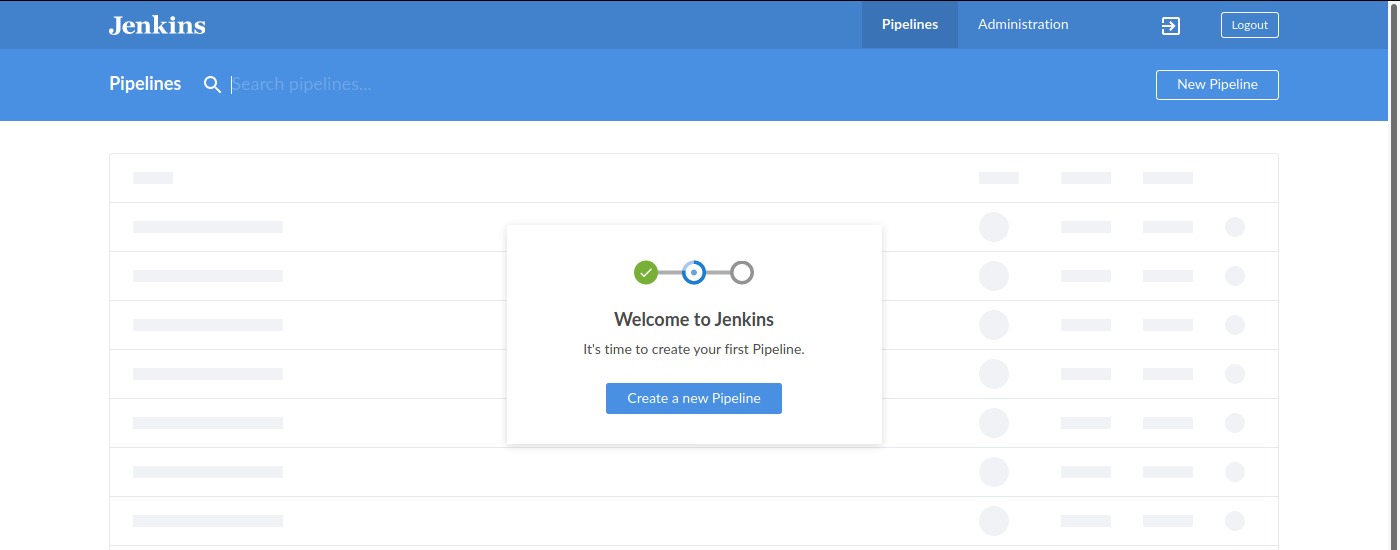 Jenkins
Pipelines
Administration
Logout
Pipelines
Search pipelines...
New Pipeline
Welcome to Jenkins
It's time to create your first Pipeline.
Create a new Pipeline